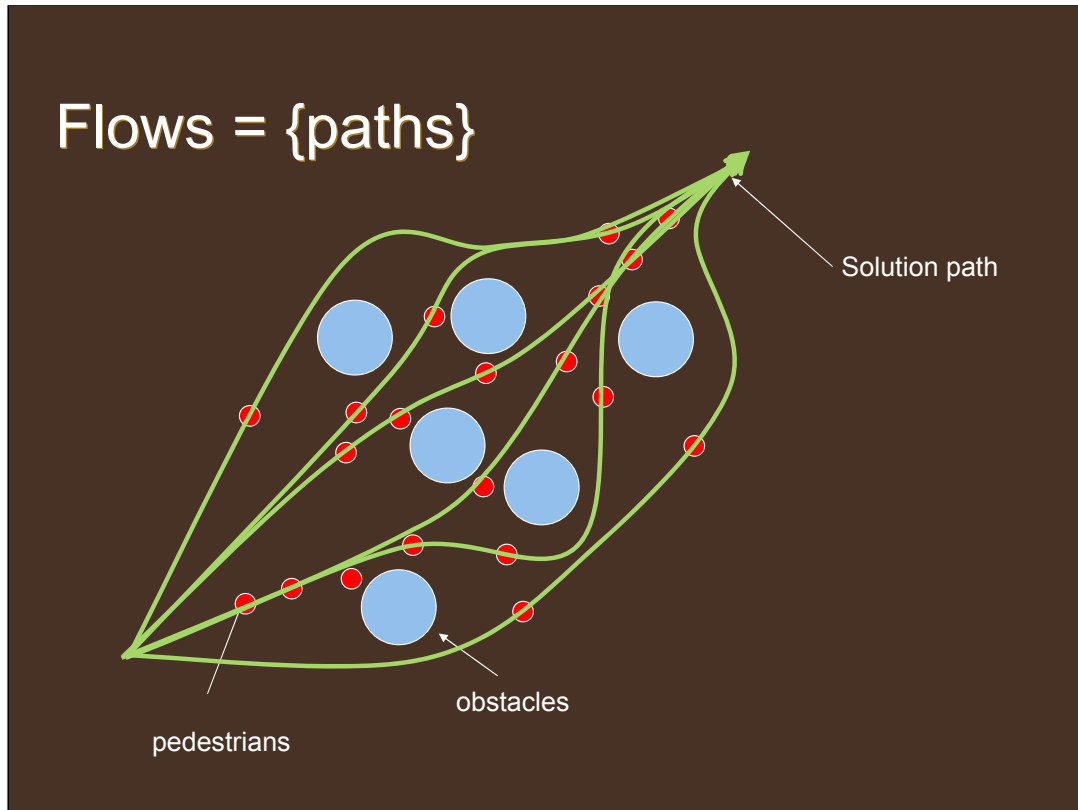 Flows = {paths}
Solution path
obstacles
pedestrians